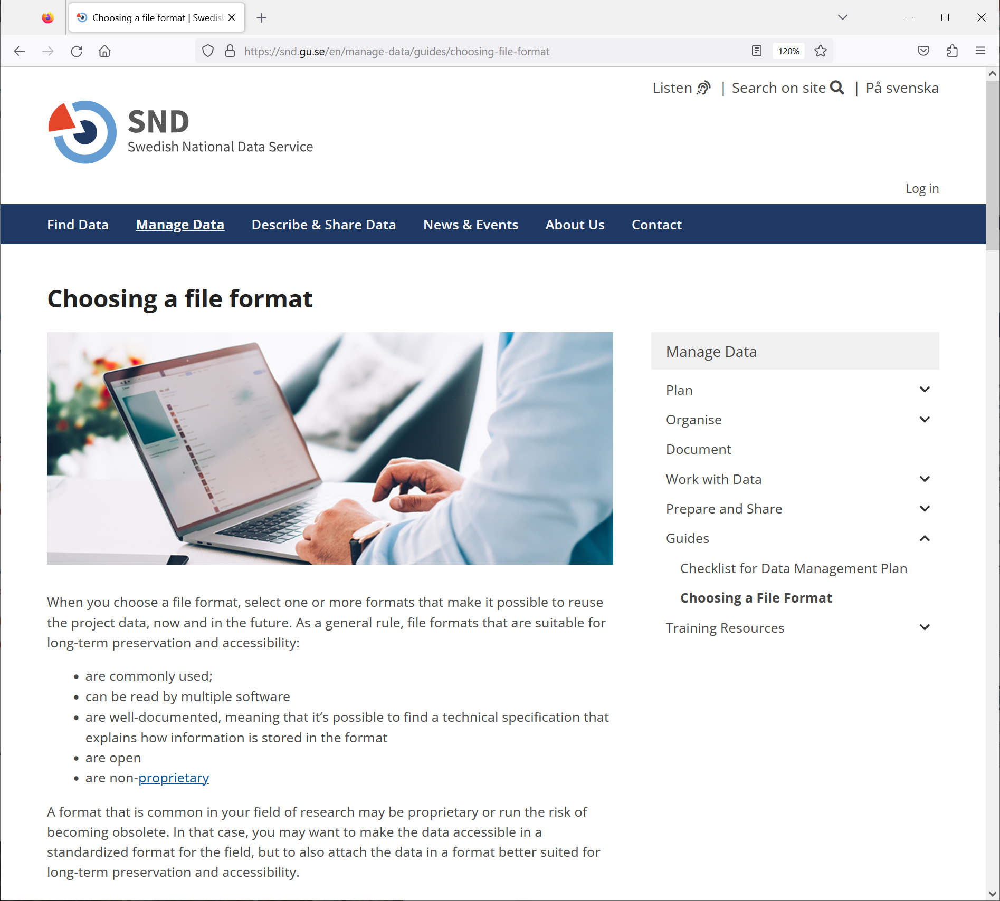 Choosing a file format | Swedish
https://snd.gu.se/en/manage-data/guides/choosing-file-format
120%
Listen | Search on site | På svenska
SND
Swedish National Data Service
Log in
Find Data Manage Data Describe & Share Data News & Events About Us Contact
Choosing a file format
When you choose a file format, select one or more formats that make it possible to reuse
the project data, now and in the future. As a general rule, file formats that are suitable for
long-term preservation and accessibility:
• are commonly used;
• can be read by multiple software
• are well-documented, meaning that it’s possible to find a technical specification that
explains how information is stored in the format
• are open
• are non-proprietary
A format that is common in your field of research may be proprietary or run the risk of
becoming obsolete. In that case, you may want to make the data accessible in a
standardized format for the field, but to also attach the data in a format better suited for
long-term preservation and accessibility.
Manage Data
Plan
Organise
Document
Work with Data
Prepare and Share
Guides
Checklist for Data Management Plan
Choosing a File Format
Training Resources